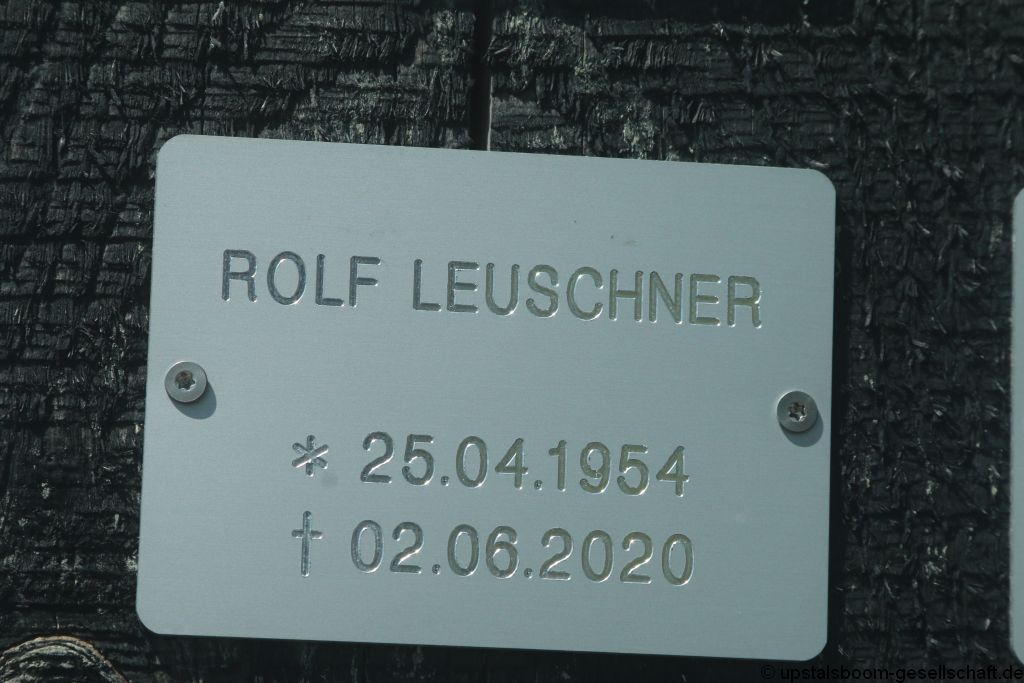 ROLF LEUSCHNER
* 25.04.1954
† 02.06.2020
© upstalsboom-gesellschaft.de